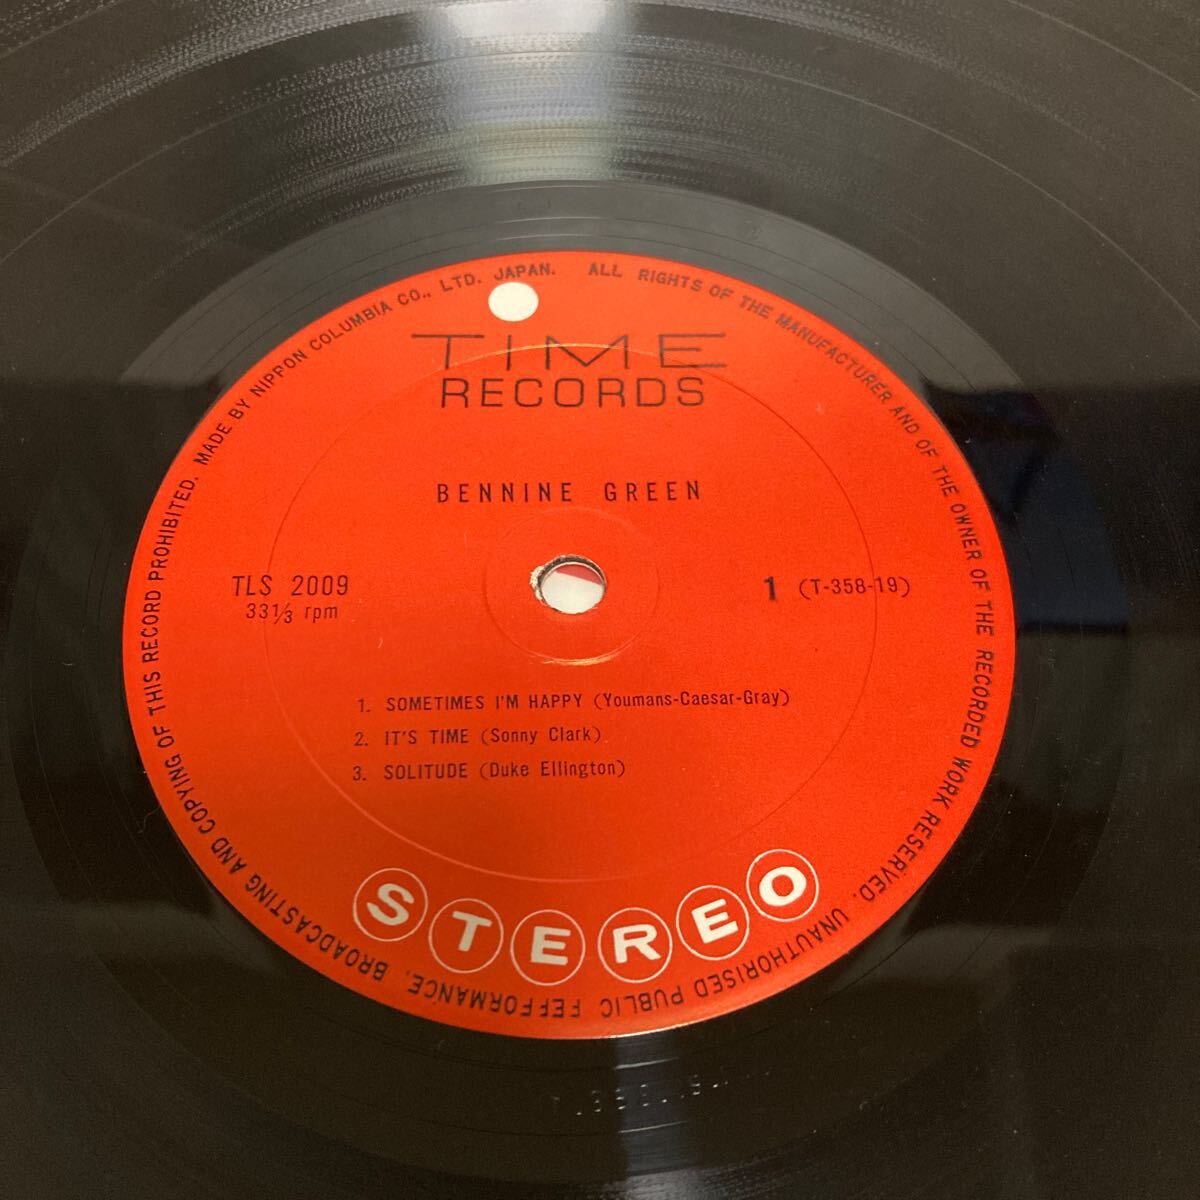 MADE BY NIPPON COLUMBIA CO., LTD. JAPAN. ALL RIGHTS OF THE MANUFACTURER AND OF THE OWNER OF THE RECORDED WORK RESERVED. UNAUTHORISED PUBLIC FEFFORMANCE, BROADCASTING AND COPYING OF THIS RECORD PROHIBITED.
TIME
RECORDS
BENNINE GREEN
TLS 2009
33 1/3 rpm
1 (T-358-19)
1. SOMETIMES I'M HAPPY (Youmans-Caesar-Gray)
2. IT'S TIME (Sonny Clark)
3. SOLITUDE (Duke Ellington)
STEREO